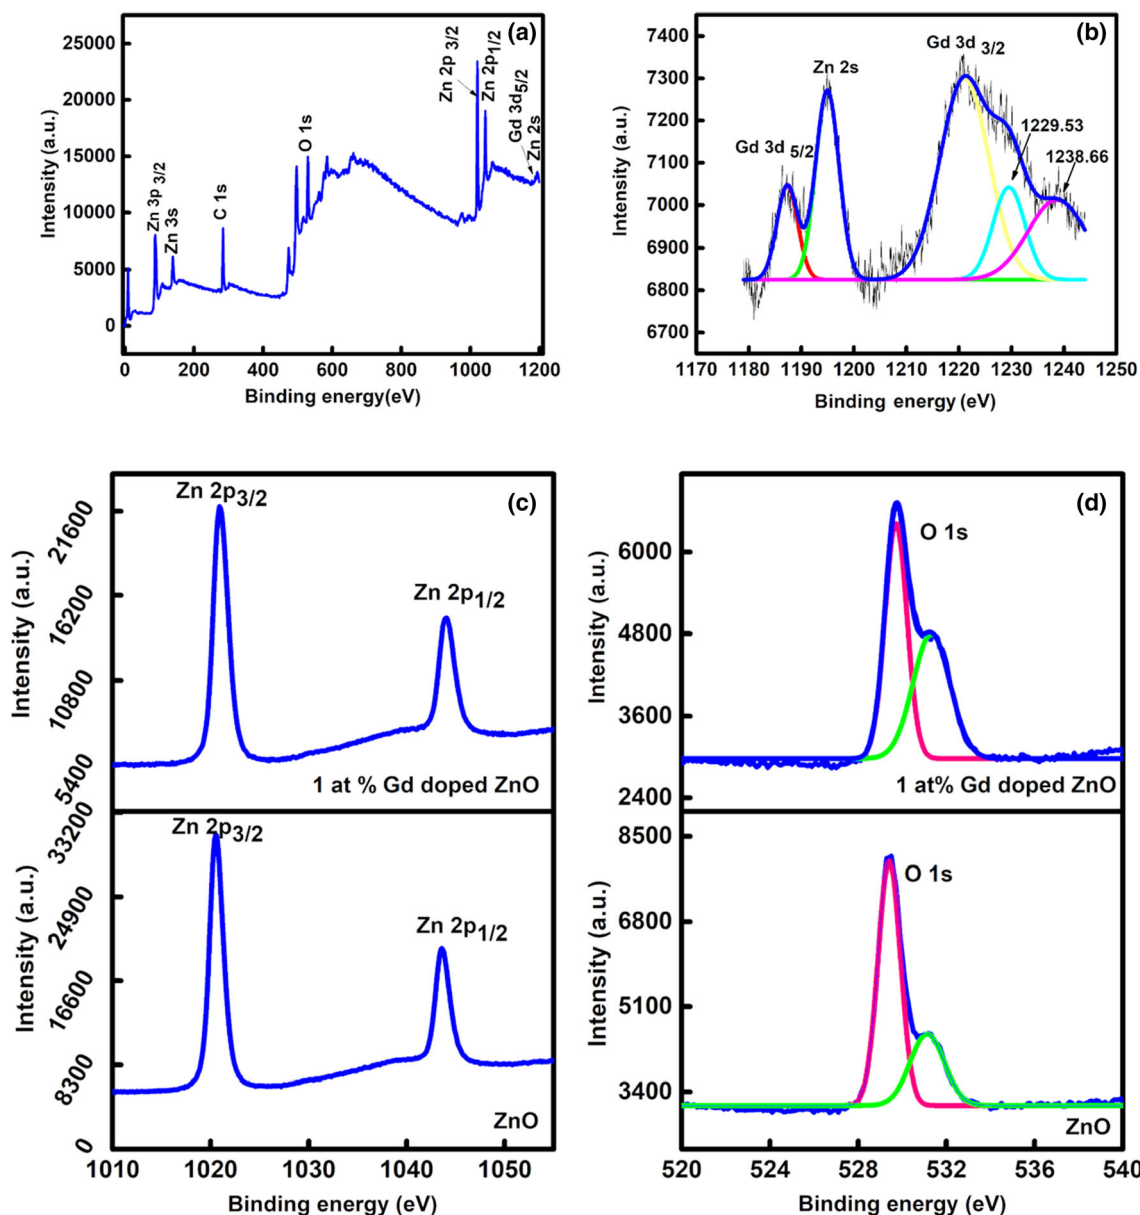 (a)
25000
20000
15000
10000
5000
0
Intensity (a.u.)
Zn 3p 3/2
Zn 3s
C 1s
O 1s
Zn 2p 3/2
Zn 2p1/2
Gd 3d5/2
Zn 2s
0 200 400 600 800 1000 1200
Binding energy(eV)
(b)
7400
7300
7200
7100
7000
6900
6800
6700
Intensity (a.u.)
Gd 3d 5/2
Zn 2s
Gd 3d 3/2
1229.53
1238.66
1170 1180 1190 1200 1210 1220 1230 1240 1250
Binding energy (eV)
(c)
21600
16200
10800
5400
Intensity (a.u.)
Zn 2p3/2
Zn 2p1/2
1 at % Gd doped ZnO
33200
24900
16600
8300
0
Intensity (a.u.)
Zn 2p3/2
Zn 2p1/2
ZnO
1010 1020 1030 1040 1050
Binding energy (eV)
(d)
6000
4800
3600
2400
Intensity (a.u.)
O 1s
1 at% Gd doped ZnO
8500
6800
5100
3400
Intensity (a.u.)
O 1s
ZnO
520 524 528 532 536 540
Binding energy (eV)